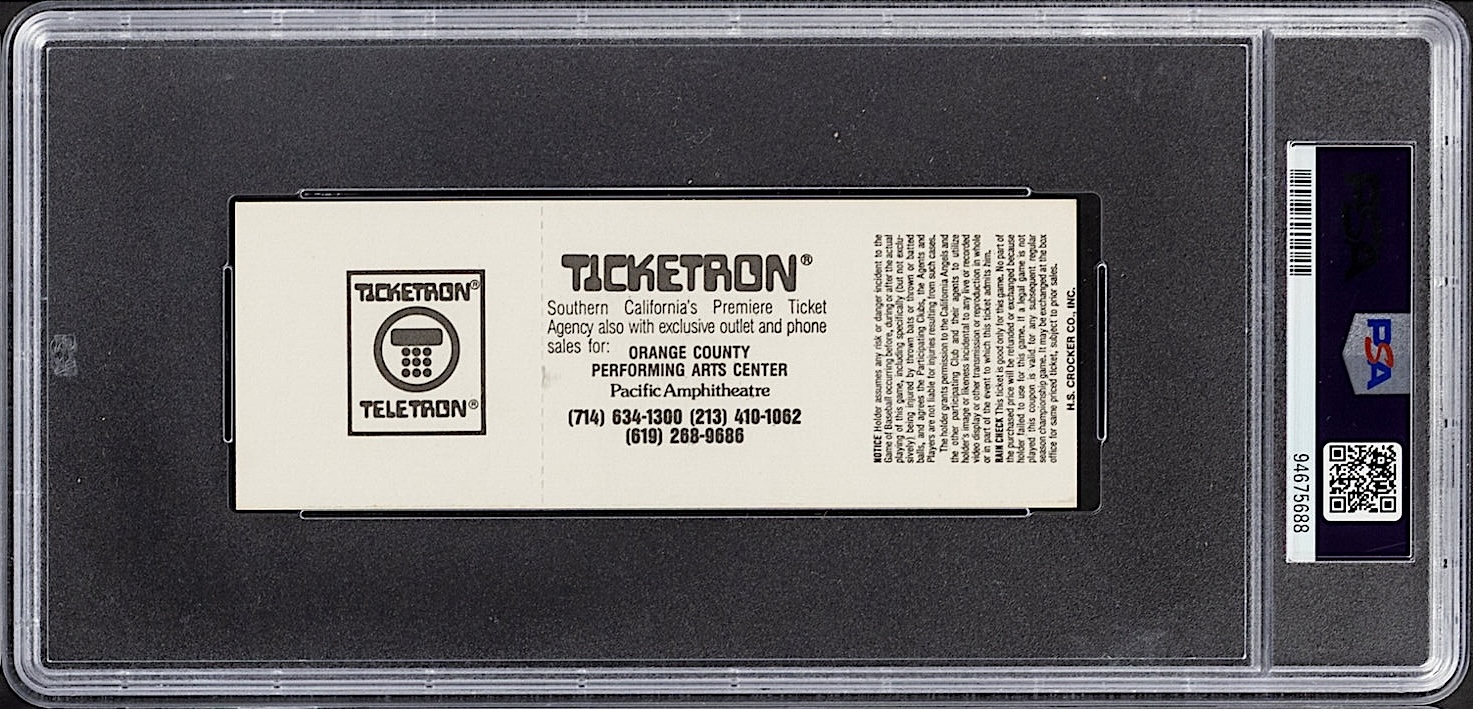 TICKETRON®
TELETRON®
TICKETRON®
Southern California's Premiere Ticket
Agency also with exclusive outlet and phone
sales for:
ORANGE COUNTY
PERFORMING ARTS CENTER
Pacific Amphitheatre
(714) 634-1300 (213) 410-1062
(619) 268-9686
NOTICE Holder assumes any risk or danger incident to the
Game of Baseball occurring before, during or after the actual
playing of this game, including specifically (but not exclu-
sively) being injured by thrown bats or thrown or batted
balls, and agrees the Participating Clubs, the Agents and
Players are not liable for injuries resulting from such cases.
The holder grants permission to the California Angels and
the other participating Club and their agents to utilize
holder's image or likeness incidental to any live or recorded
video display or other transmission or reproduction in whole
or in part of the event to which this ticket admits him.
RAIN CHECK This ticket is good only for this game. No part of
the purchased price will be refunded or exchanged because
holder failed to use for this game. If a legal game is not
played this coupon is valid for any subsequent regular
season championship game. It may be exchanged at the box
office for same priced ticket, subject to prior sales.
H.S. CROCKER CO., INC.
PSA
PSA
94675688